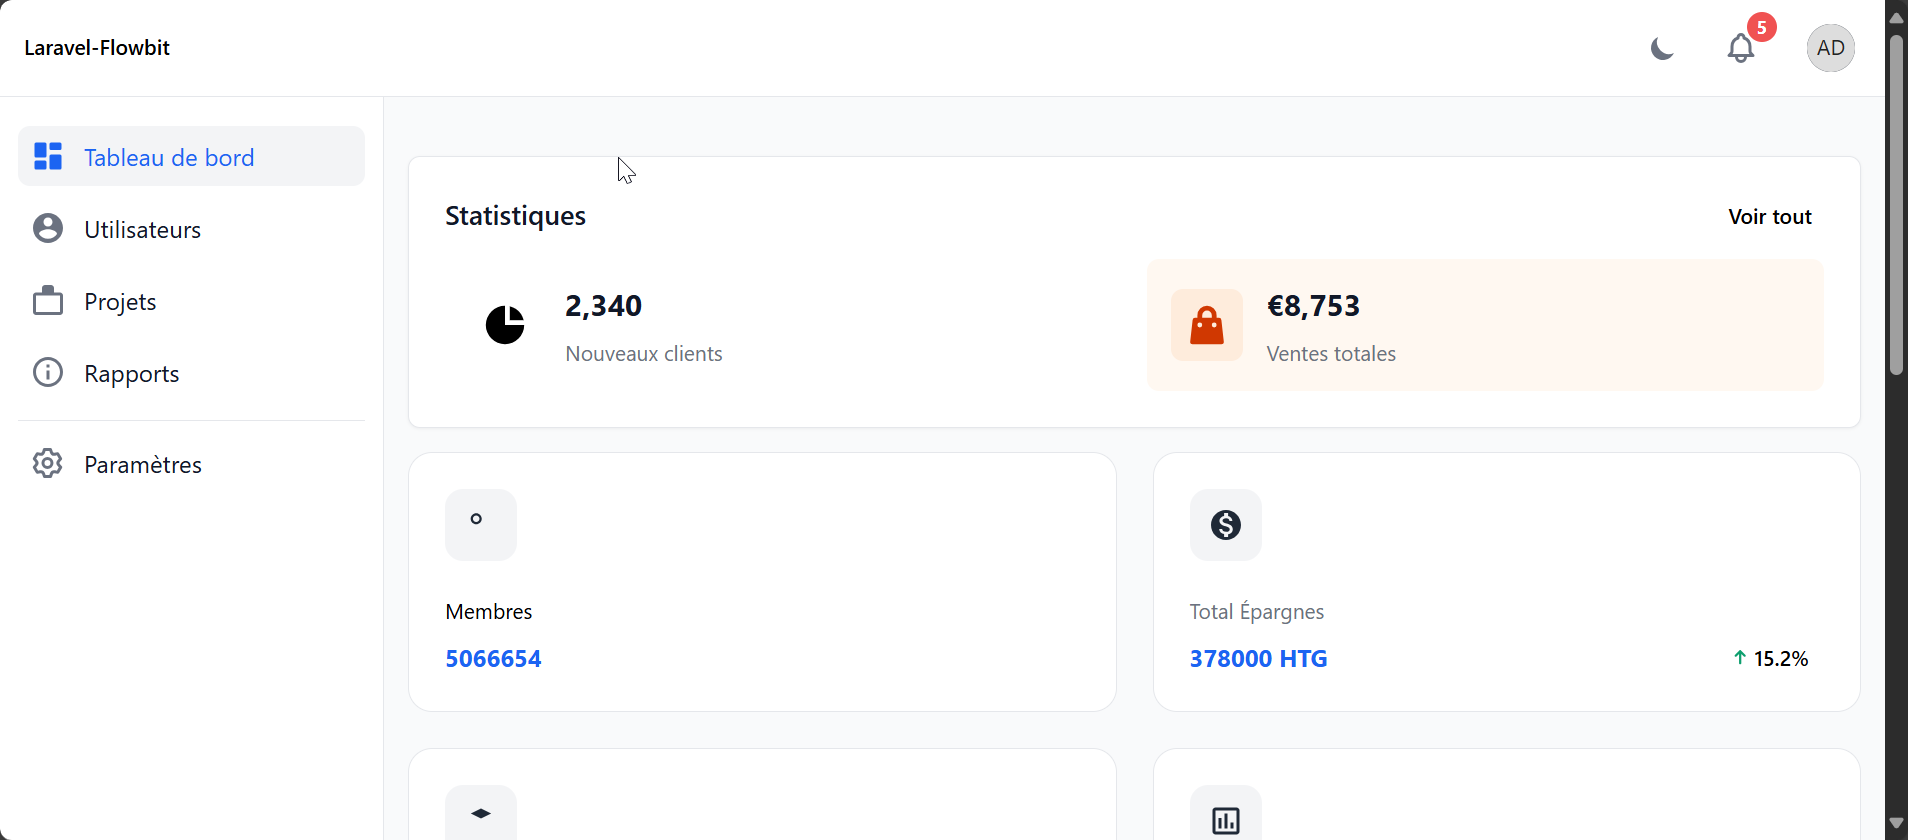 Laravel-Flowbit
5
AD
Tableau de bord
Utilisateurs
Projets
Rapports
Paramètres
Statistiques
Voir tout
2,340
Nouveaux clients
€8,753
Ventes totales
Membres
5066654
Total Épargnes
378000 HTG
15.2%